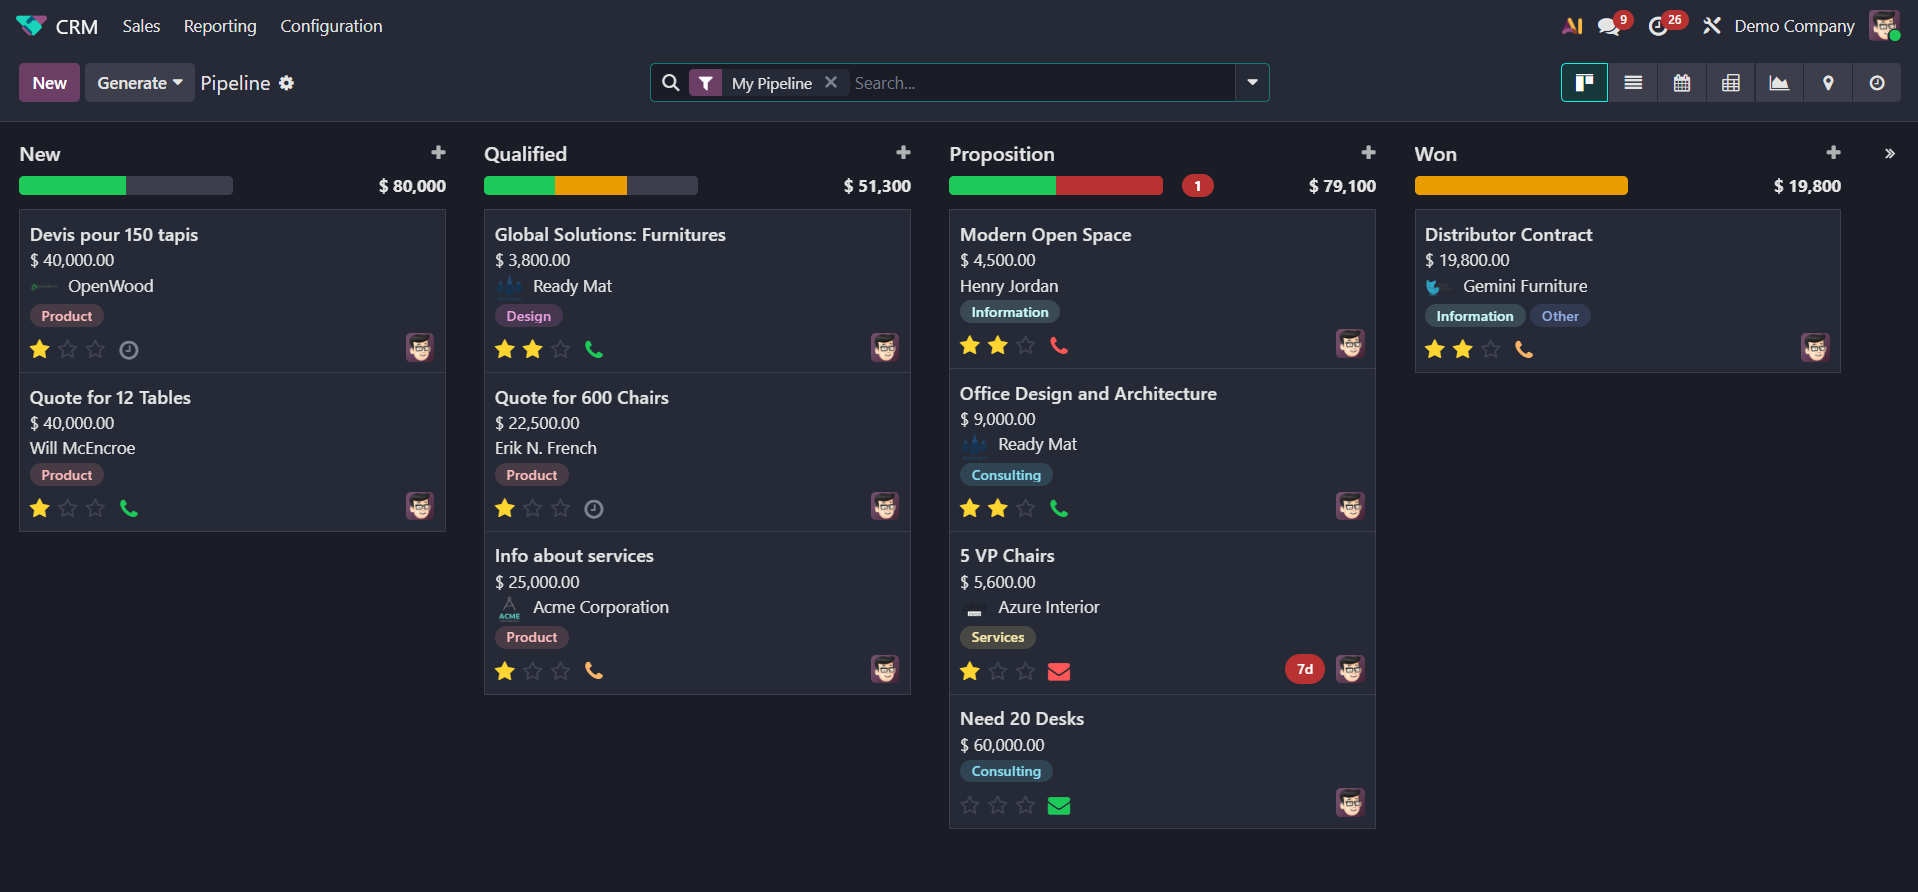 CRM Sales Reporting Configuration
AI 9 26 Demo Company
New Generate Pipeline My Pipeline Search...
New
$ 80,000
Devis pour 150 tapis
$ 40,000.00
OpenWood
Product
Quote for 12 Tables
$ 40,000.00
Will McEncroe
Product
Qualified
$ 51,300
Global Solutions: Furnitures
$ 3,800.00
Ready Mat
Design
Quote for 600 Chairs
$ 22,500.00
Erik N. French
Product
Info about services
$ 25,000.00
ACME Acme Corporation
Product
Proposition
1 $ 79,100
Modern Open Space
$ 4,500.00
Henry Jordan
Information
Office Design and Architecture
$ 9,000.00
Ready Mat
Consulting
5 VP Chairs
$ 5,600.00
Azure Interior
Services
7d
Need 20 Desks
$ 60,000.00
Consulting
Won
$ 19,800
Distributor Contract
$ 19,800.00
Gemini Furniture
Information Other